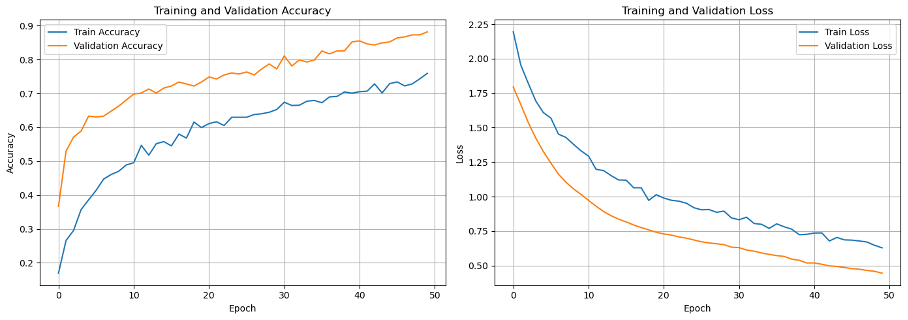 Training and Validation Accuracy
Train Accuracy
Validation Accuracy
0.9
0.8
0.7
0.6
0.5
0.4
0.3
0.2
Accuracy
0 10 20 30 40 50
Epoch
Training and Validation Loss
Train Loss
Validation Loss
2.25
2.00
1.75
1.50
1.25
1.00
0.75
0.50
Loss
0 10 20 30 40 50
Epoch